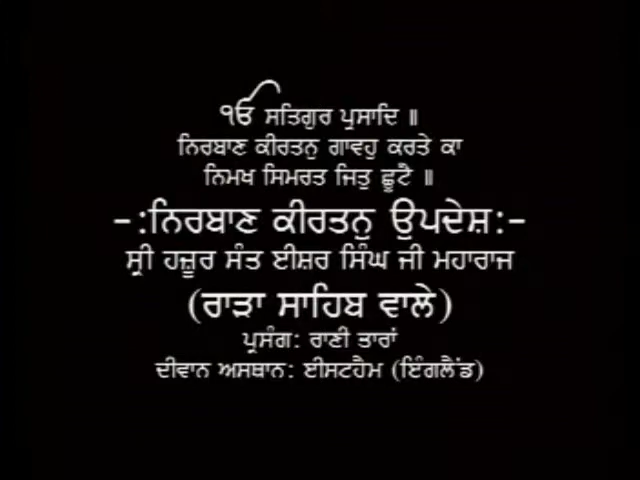 ੴ ਸਤਿਗੁਰ ਪ੍ਰਸਾਦਿ ॥
ਨਿਰਬਾਣ ਕੀਰਤਨੁ ਗਾਵਹੁ ਕਰਤੇ ਕਾ
ਨਿਮਖ ਸਿਮਰਤ ਜਿਤੁ ਛੂਟੈ ॥
-:ਨਿਰਬਾਣ ਕੀਰਤਨੁ ਉਪਦੇਸ਼:-
ਸ੍ਰੀ ਹਜ਼ੂਰ ਸੰਤ ਈਸ਼ਰ ਸਿੰਘ ਜੀ ਮਹਾਰਾਜ
(ਰਾੜਾ ਸਾਹਿਬ ਵਾਲੇ)
ਪ੍ਰਸੰਗ: ਰਾਣੀ ਤਾਰਾਂ
ਦੀਵਾਨ ਅਸਥਾਨ: ਈਸਟਹੈਮ (ਇੰਗਲੈਂਡ)